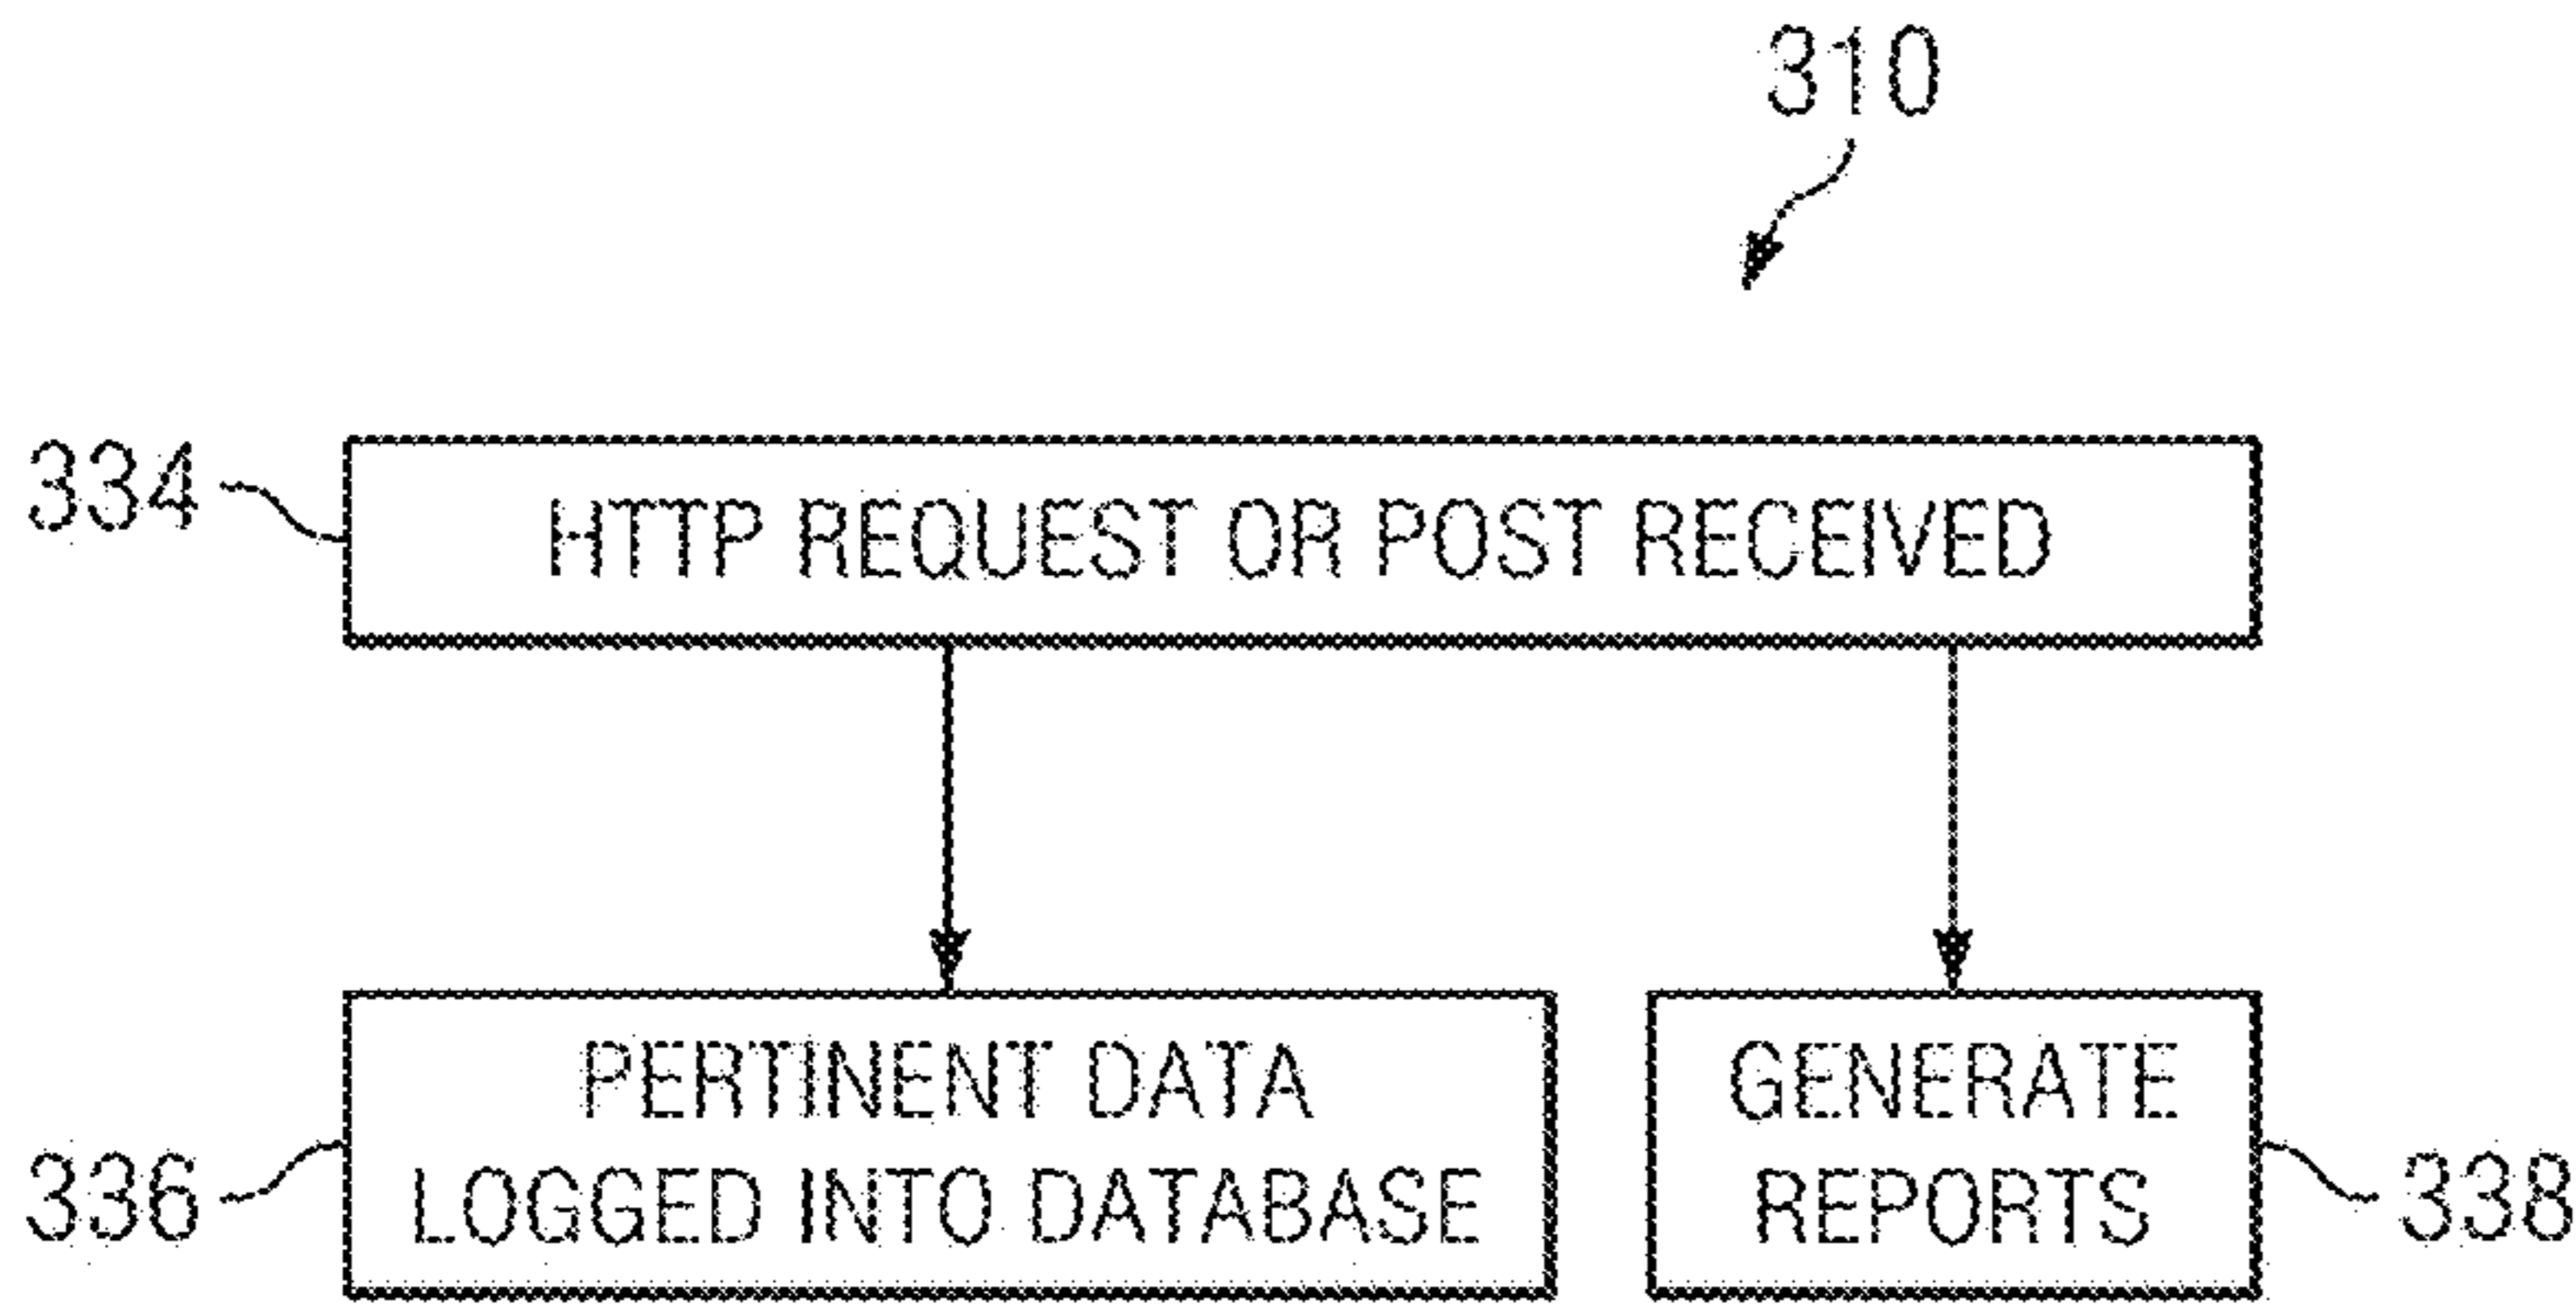 310
334
HTTP REQUEST OR POST RECEIVED
336
PERTINENT DATA
LOGGED INTO DATABASE
GENERATE
REPORTS
338